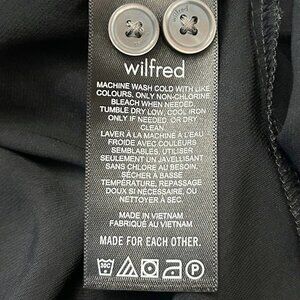 wilfred
MACHINE WASH COLD WITH LIKE
COLOURS, ONLY NON-CHLORINE
BLEACH WHEN NEEDED.
TUMBLE DRY LOW, COOL IRON
ONLY IF NEEDED OR DRY
CLEAN.
LAVER À LA MACHINE À L'EAU
FROIDE AVEC COULEURS
SEMBLABLES, UTILISER
SEULEMENT UN JAVELLISANT
SANS CHLORE AU BESOIN.
SÉCHER À BASSE
TEMPÉRATURE, REPASSAGE
DOUX SI NÉCESSAIRE, OU
NETTOYER À SEC
MADE IN VIETNAM
FABRIQUÉ AU VIETNAM
MADE FOR EACH OTHER.
30C P